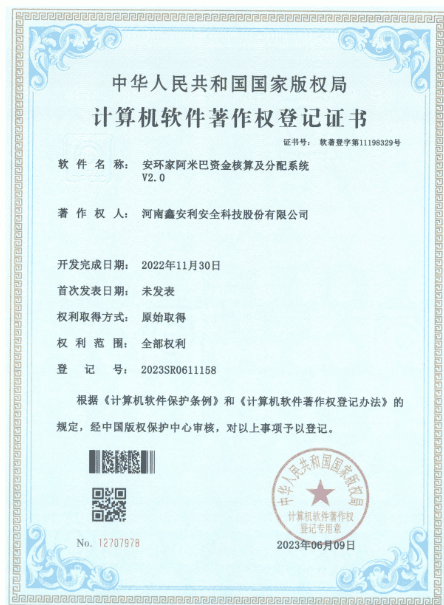 中华人民共和国国家版权局
计算机软件著作权登记证书
证书号： 软著登字第11198329号
软件名称： 安环家阿米巴资金核算及分配系统
V2.0
著作权人： 河南鑫安利安全科技股份有限公司
开发完成日期： 2022年11月30日
首次发表日期： 未发表
权利取得方式： 原始取得
权利范围： 全部权利
登记号： 2023SR0611158
根据《计算机软件保护条例》和《计算机软件著作权登记办法》的
规定，经中国版权保护中心审核，对以上事项予以登记。
中华人民共和国国家版权局
计算机软件著作权
登记专用章
No. 12707978
2023年06月09日